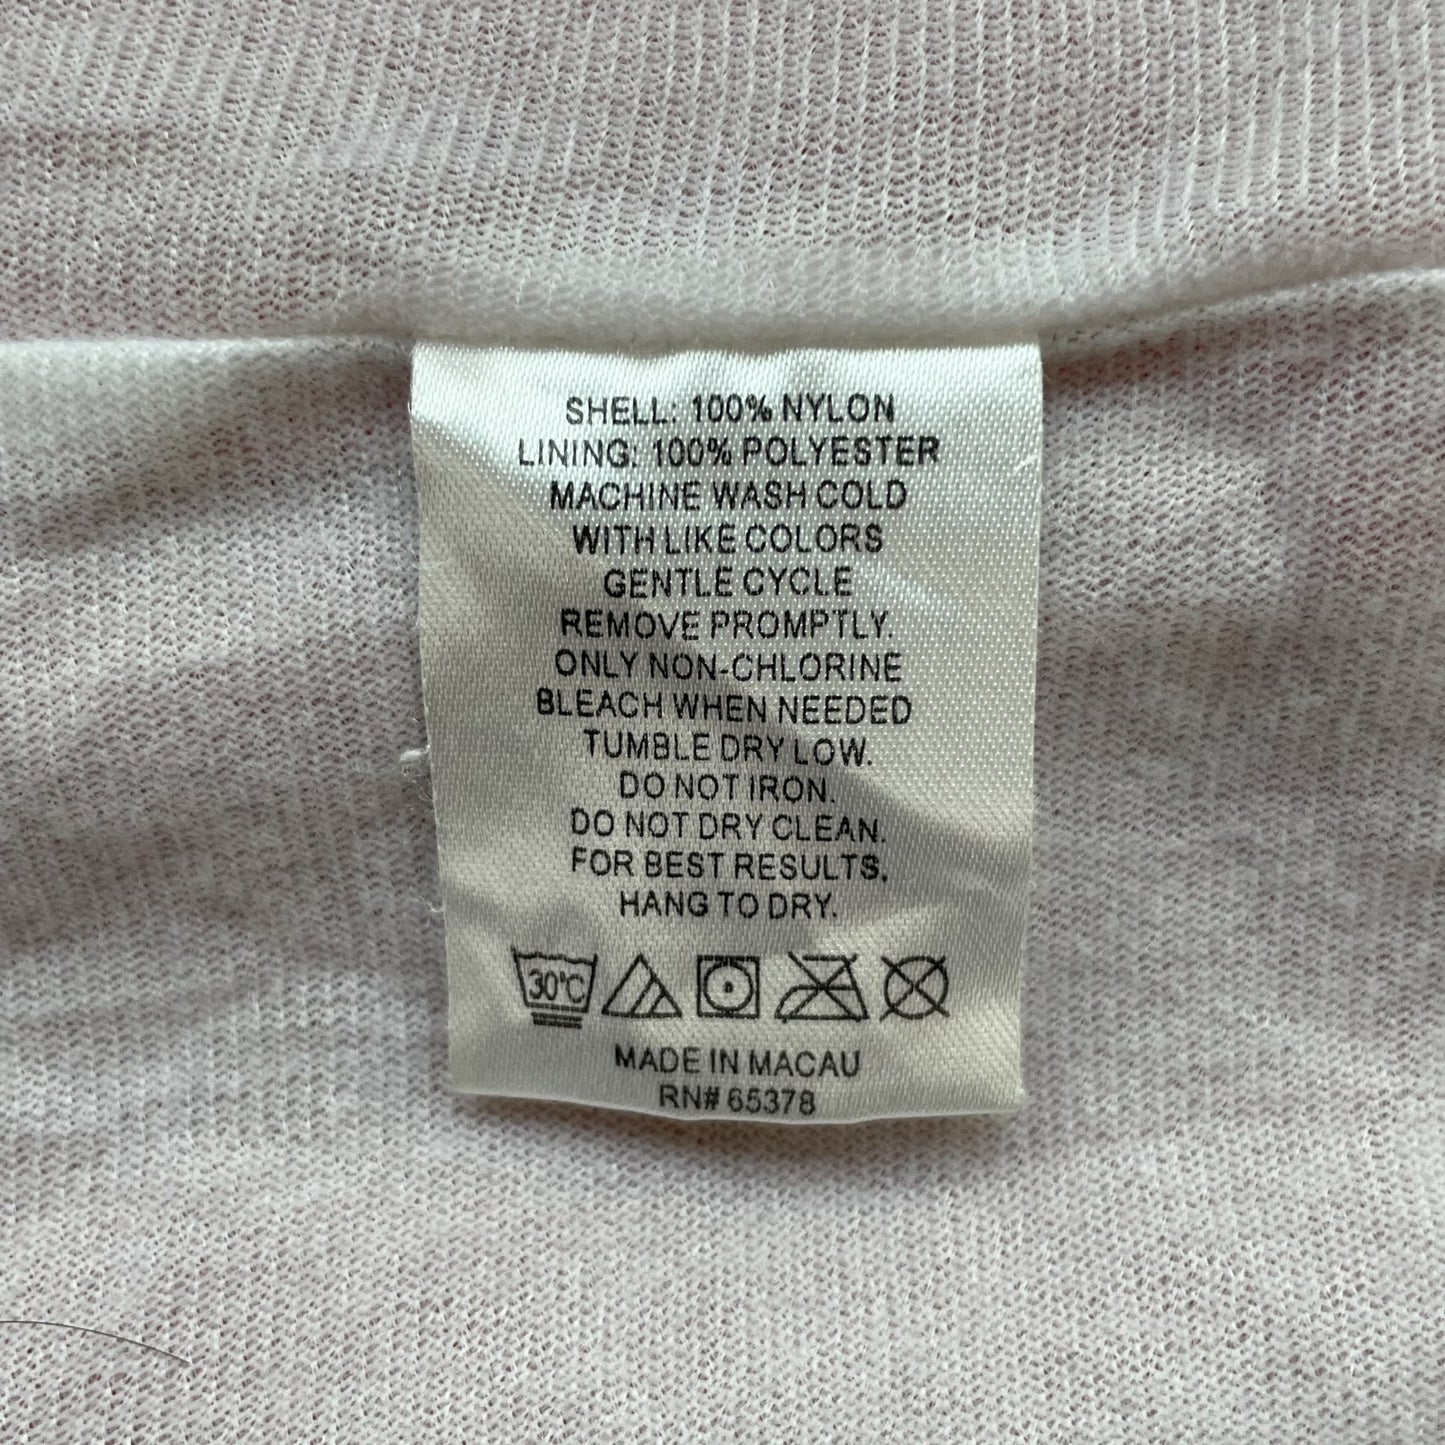 SHELL: 100% NYLON
LINING: 100% POLYESTER
MACHINE WASH COLD
WITH LIKE COLORS
GENTLE CYCLE
REMOVE PROMPTLY.
ONLY NON-CHLORINE
BLEACH WHEN NEEDED
TUMBLE DRY LOW.
DO NOT IRON.
DO NOT DRY CLEAN.
FOR BEST RESULTS,
HANG TO DRY.
30°C
MADE IN MACAU
RN# 65378